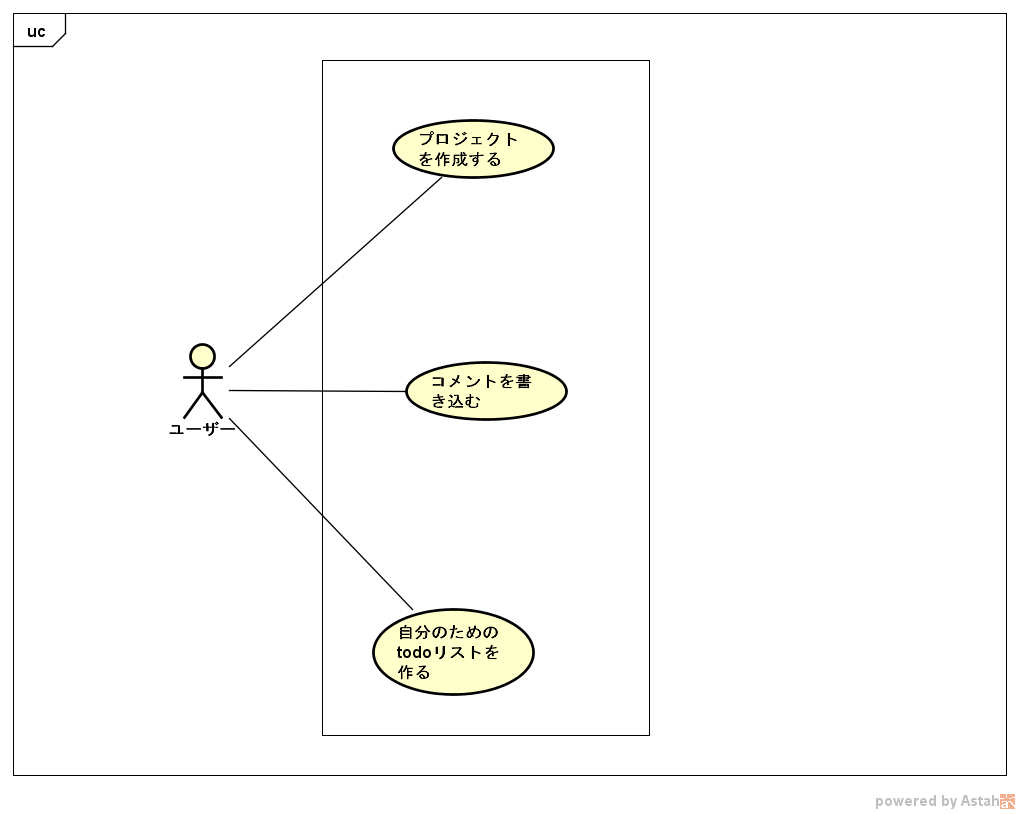 uc
プロジェクト
を作成する
コメントを書
き込む
ユーザー
自分のための
todoリストを
作る
powered by Astah